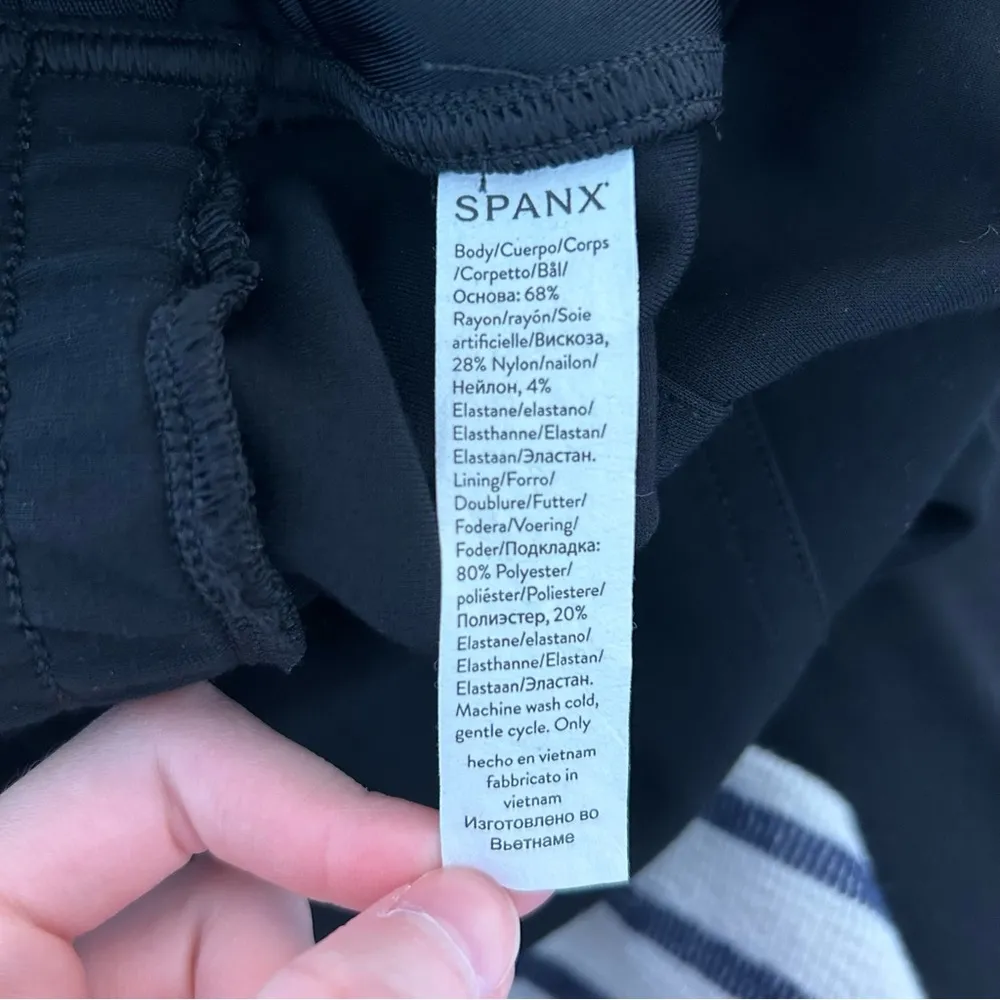 SPANX
Body/Cuerpo/Corps
/Corpetto/Bål/
Основа: 68%
Rayon/rayón/Soie
artificielle/Вискоза,
28% Nylon/nailon/
Нейлон, 4%
Elastane/elastano/
Elasthanne/Elastan/
Elastaan/Эластан.
Lining/Forro/
Doublure/Futter/
Fodera/Voering/
Foder/Подкладка:
80% Polyester/
poliéster/Poliestere/
Полиэстер, 20%
Elastane/elastano/
Elasthanne/Elastan/
Elastaan/Эластан.
Machine wash cold,
gentle cycle. Only
hecho en vietnam
fabbricato in
vietnam
Изготовлено во
Вьетнаме